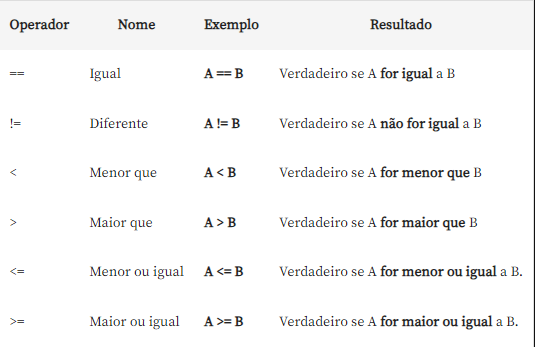 Operador Nome Exemplo Resultado
== Igual A == B Verdadeiro se A for igual a B
!= Diferente A != B Verdadeiro se A não for igual a B
< Menor que A < B Verdadeiro se A for menor que B
> Maior que A > B Verdadeiro se A for maior que B
<= Menor ou igual A <= B Verdadeiro se A for menor ou igual a B.
>= Maior ou igual A >= B Verdadeiro se A for maior ou igual a B.